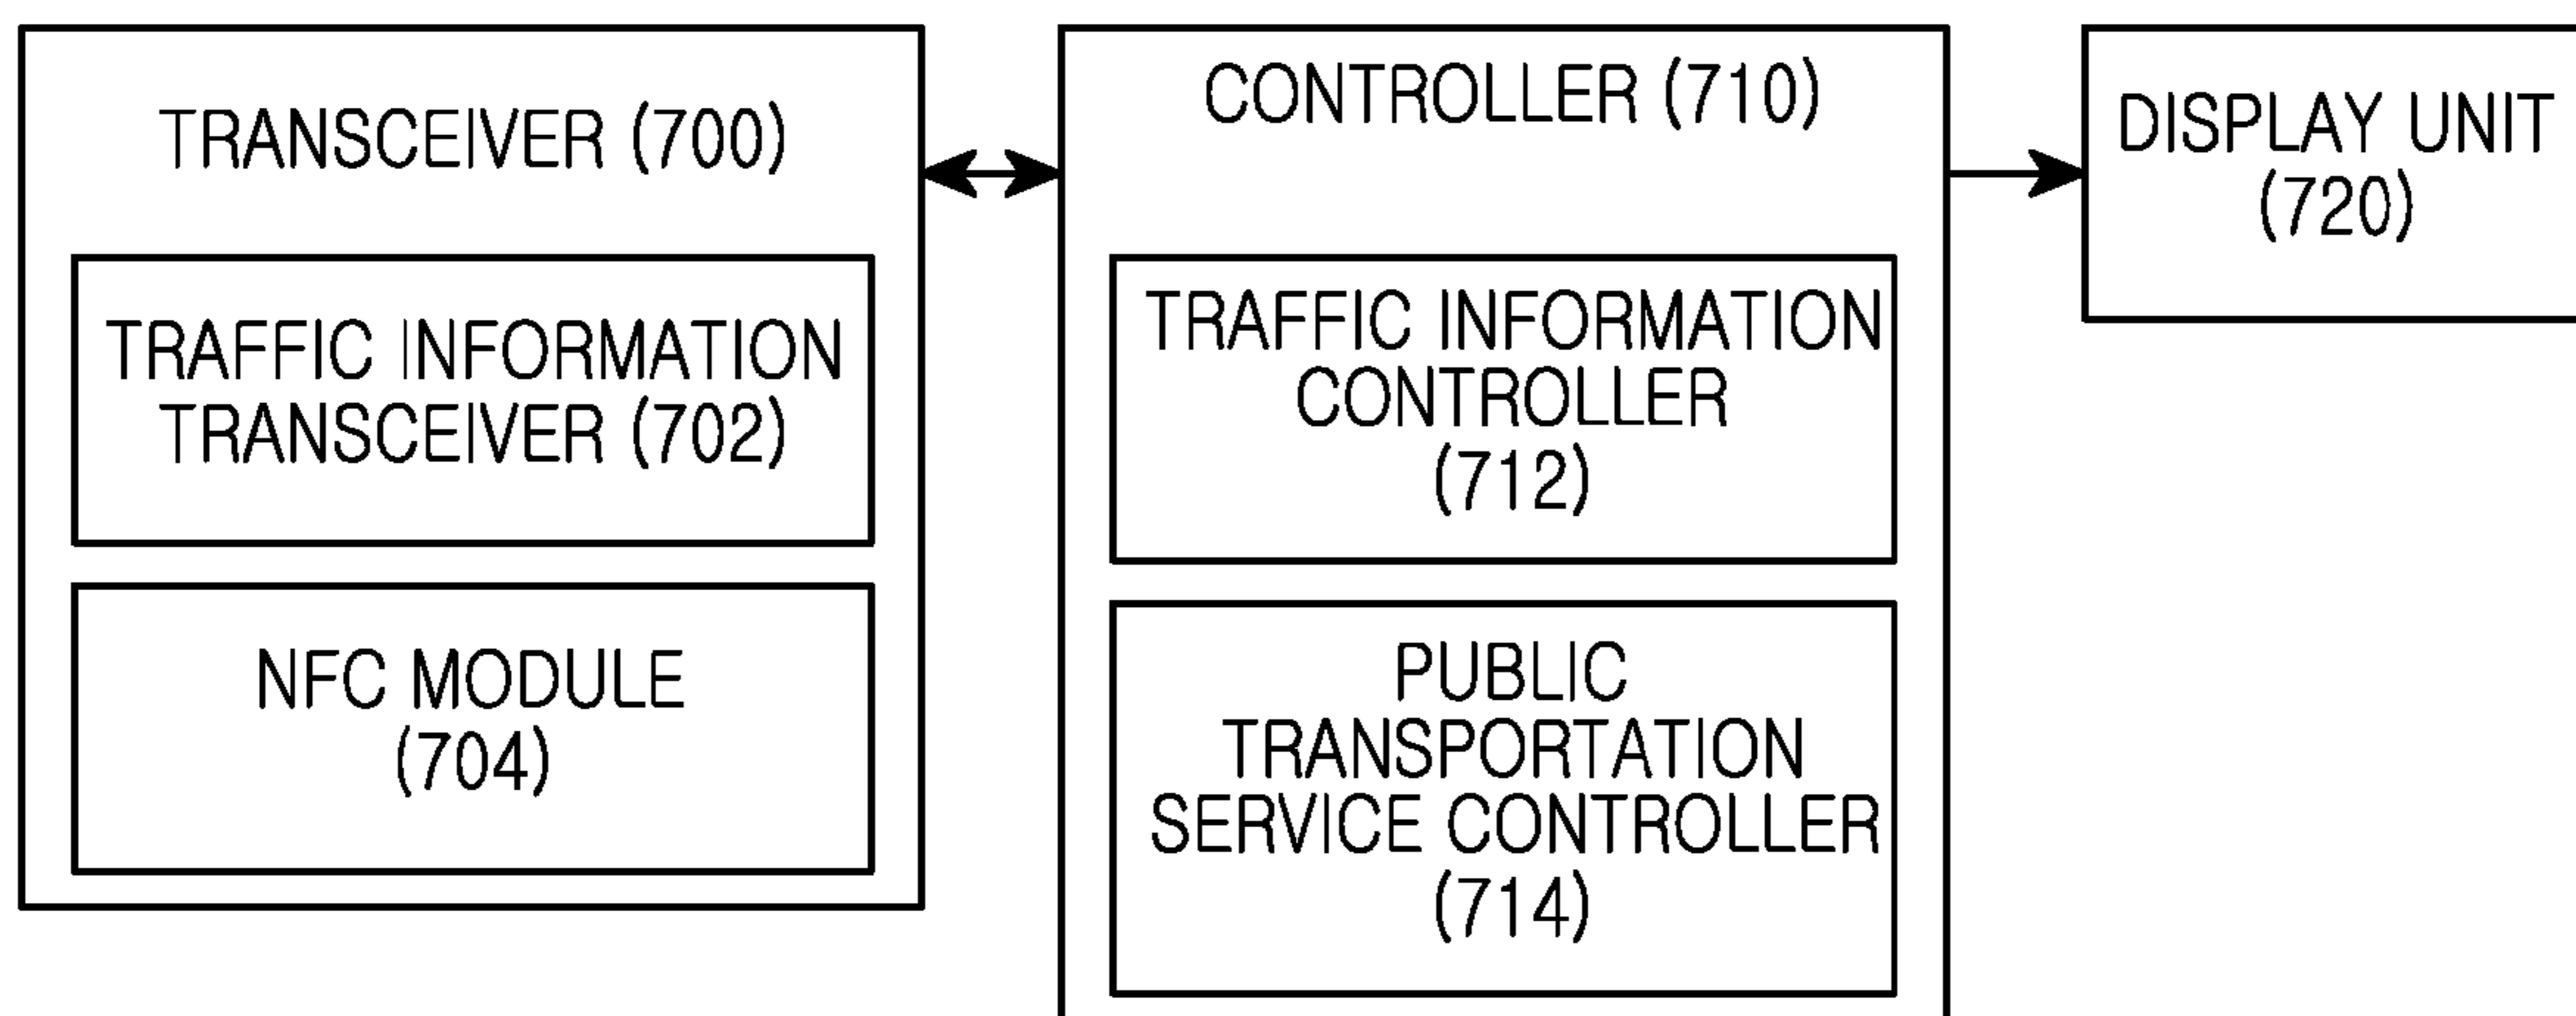 TRANSCEIVER (700)
TRAFFIC INFORMATION
TRANSCEIVER (702)
NFC MODULE
(704)
CONTROLLER (710)
TRAFFIC INFORMATION
CONTROLLER
(712)
PUBLIC
TRANSPORTATION
SERVICE CONTROLLER
(714)
DISPLAY UNIT
(720)